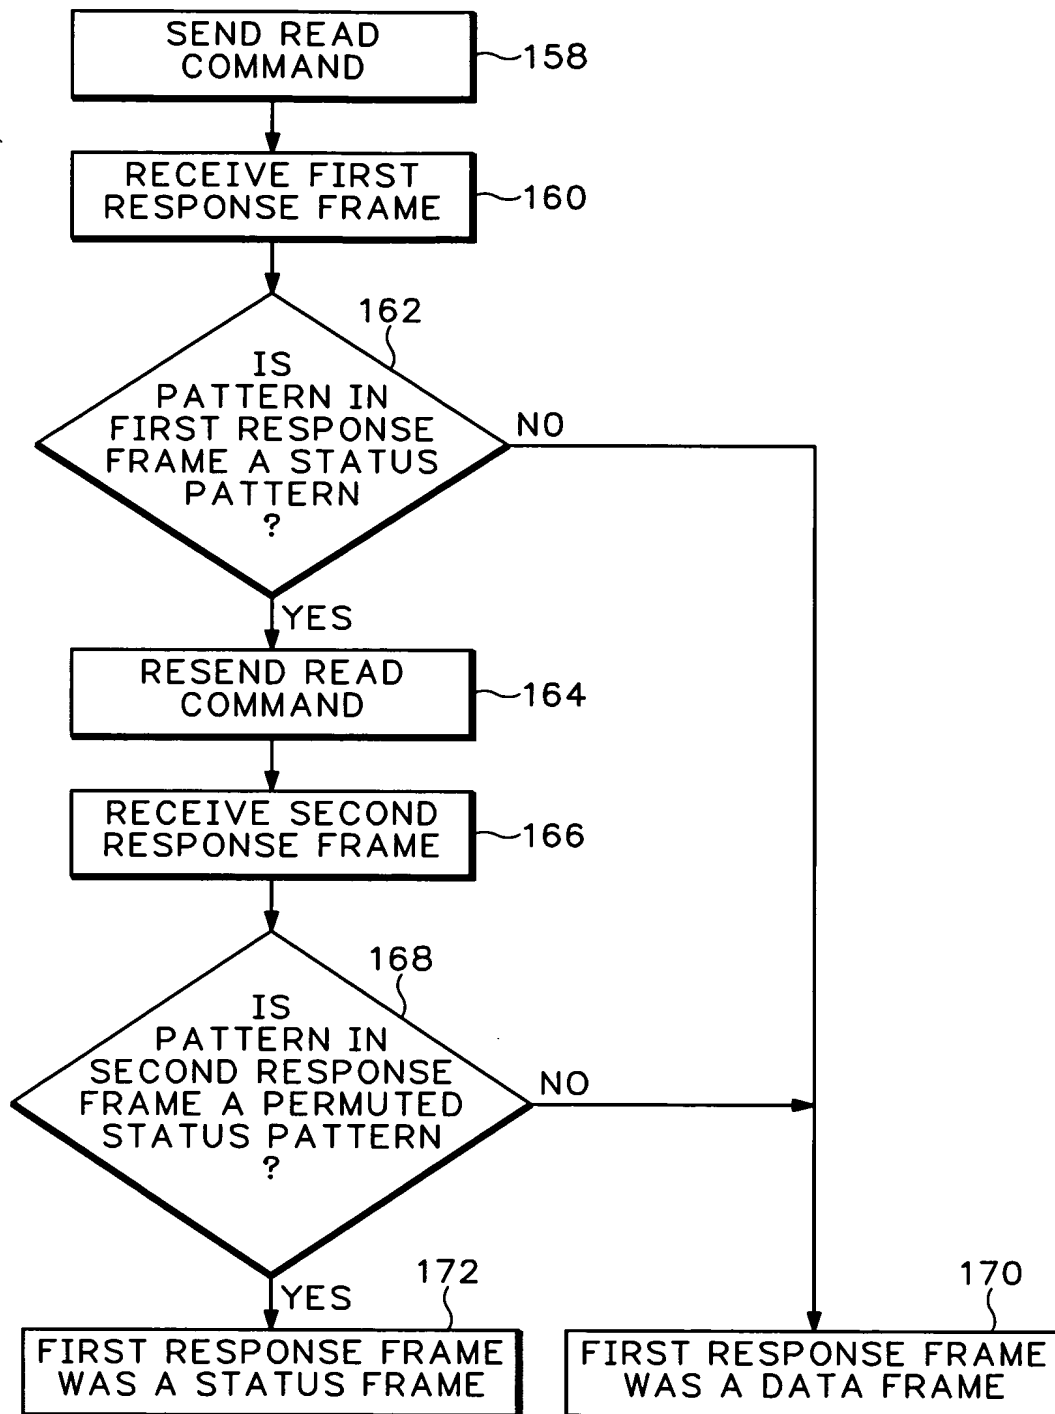 SEND READ
COMMAND
158
RECEIVE FIRST
RESPONSE FRAME
160
162
IS
PATTERN IN
FIRST RESPONSE
FRAME A STATUS
PATTERN
?
NO
YES
RESEND READ
COMMAND
164
RECEIVE SECOND
RESPONSE FRAME
166
168
IS
PATTERN IN
SECOND RESPONSE
FRAME A PERMUTED
STATUS PATTERN
?
NO
YES
172
170
FIRST RESPONSE FRAME
WAS A STATUS FRAME
FIRST RESPONSE FRAME
WAS A DATA FRAME